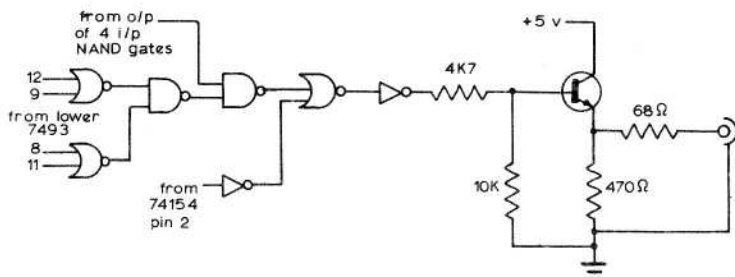 from o/p
of 4 i/p
NAND gates
+5 v
4K7
12
9
68Ω
from lower
7493
8
11
from
74154
pin 2
10K
470Ω